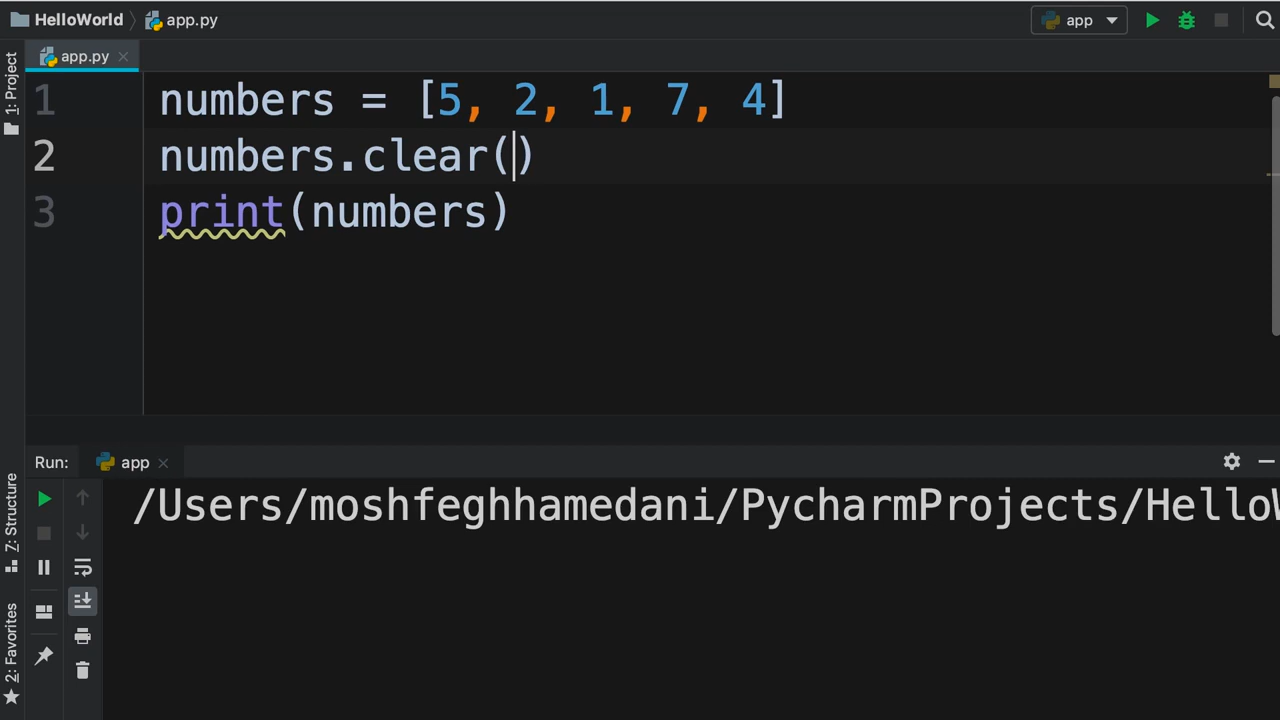 HelloWorld
app.py
app
app.py
1: Project
1 numbers = [5, 2, 1, 7, 4]
2 numbers.clear()
3 print(numbers)
Run:
app
/Users/moshfeghhamedani/PycharmProjects/HelloW
7: Structure
2: Favorites